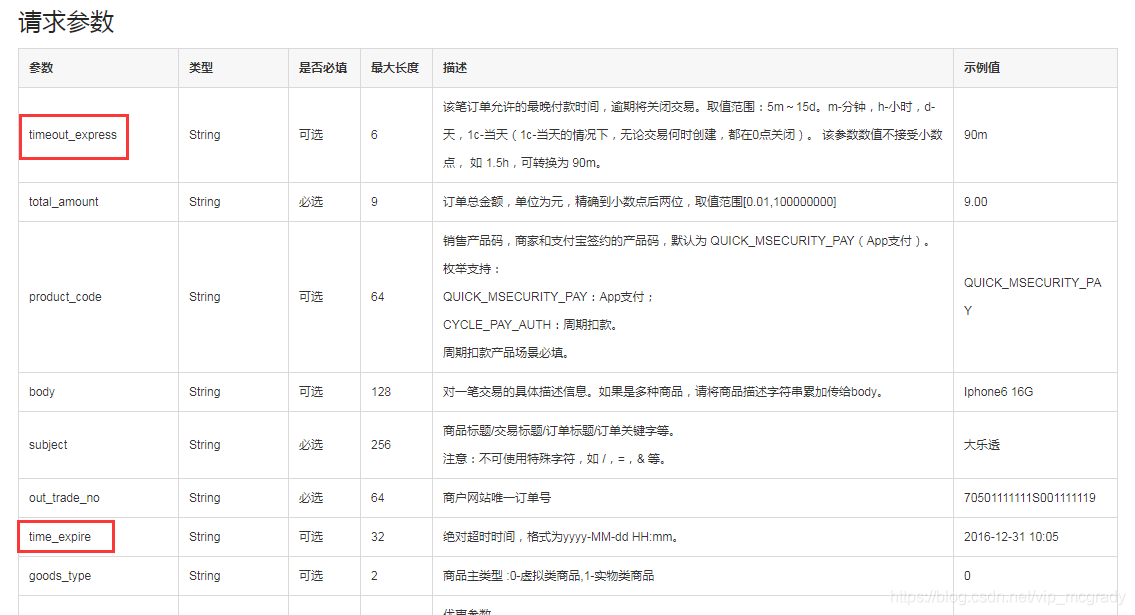 请求参数
参数 类型 是否必填 最大长度 描述 示例值
timeout_express String 可选 6 该笔订单允许的最晚付款时间，逾期将关闭交易。取值范围：5m～15d。m-分钟，h-小时，d-
天，1c-当天（1c-当天的情况下，无论交易何时创建，都在0点关闭）。 该参数数值不接受小数
点， 如 1.5h，可转换为 90m。 90m
total_amount String 必选 9 订单总金额，单位为元，精确到小数点后两位，取值范围[0.01,100000000] 9.00
product_code String 可选 64 销售产品码，商家和支付宝签约的产品码，默认为 QUICK_MSECURITY_PAY（App支付）。
枚举支持：
QUICK_MSECURITY_PAY：App支付；
CYCLE_PAY_AUTH：周期扣款。
周期扣款产品场景必填。
QUICK_MSECURITY_PA
Y
body String 可选 128 对一笔交易的具体描述信息。如果是多种商品，请将商品描述字符串累加传给body。 Iphone6 16G
subject String 必选 256 商品标题/交易标题/订单标题/订单关键字等。
注意：不可使用特殊字符，如 /，=，& 等。 大乐透
out_trade_no String 必选 64 商户网站唯一订单号 70501111111S001111119
time_expire String 可选 32 绝对超时时间，格式为yyyy-MM-dd HH:mm。 2016-12-31 10:05
goods_type String 可选 2 商品主类型 :0-虚拟类商品,1-实物类商品 0
优惠参数
https://blog.csdn.net/vip_mcgrady